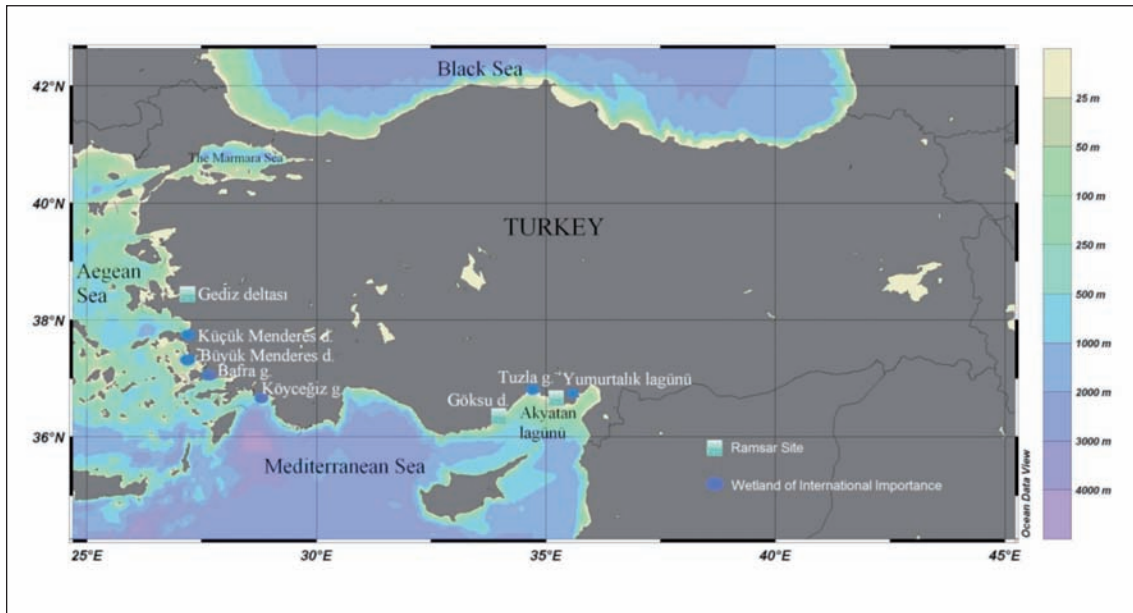 Black Sea
42°N
The Marmara Sea
40°N
TURKEY
Aegean
Sea
Gediz deltası
38°N
Küçük Menderes d.
Büyük Menderes d.
Bafra g.
Köyceğız g.
Tuzla g.
Yumurtalık lagünü
Göksu d.
Akyatan
lagünü
36°N
Mediterranean Sea
Ramsar Site
Wetland of International Importance
25°E
30°E
35°E
40°E
45°E
Ocean Data View
25 m
50 m
100 m
250 m
500 m
1000 m
2000 m
3000 m
4000 m